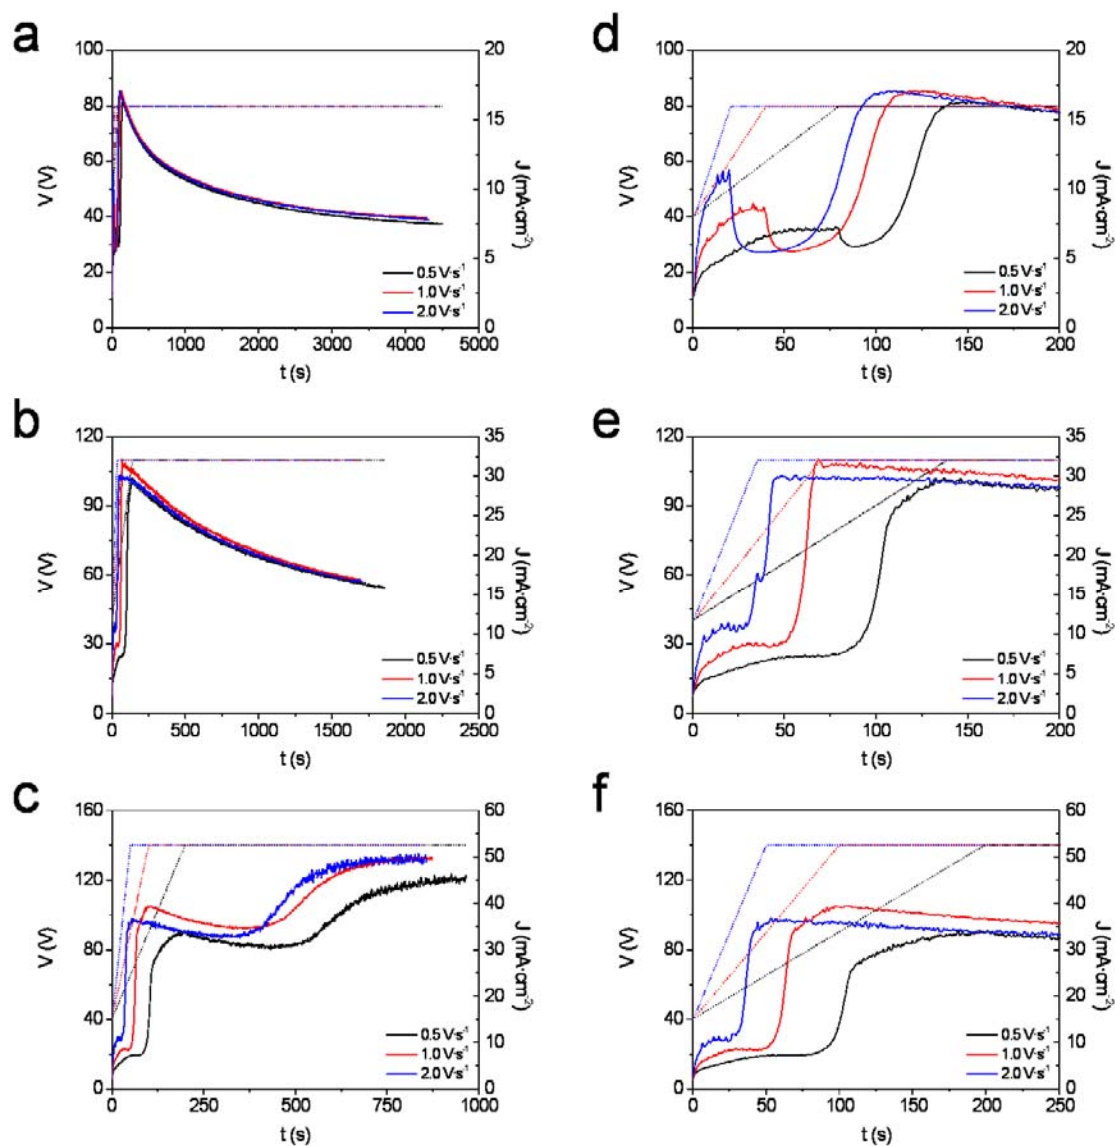 a
100
80
60
40
20
0
V (V)
20
15
10
5
0
J (mA·cm⁻²)
0.5 V·s⁻¹
1.0 V·s⁻¹
2.0 V·s⁻¹
0 1000 2000 3000 4000 5000
t (s)
d
100
80
60
40
20
0
V (V)
20
15
10
5
0
J (mA·cm⁻²)
0.5 V·s⁻¹
1.0 V·s⁻¹
2.0 V·s⁻¹
0 50 100 150 200
t (s)
b
120
90
60
30
0
V (V)
35
30
25
20
15
10
5
0
J (mA·cm⁻²)
0.5 V·s⁻¹
1.0 V·s⁻¹
2.0 V·s⁻¹
0 500 1000 1500 2000 2500
t (s)
e
120
90
60
30
0
V (V)
35
30
25
20
15
10
5
0
J (mA·cm⁻²)
0.5 V·s⁻¹
1.0 V·s⁻¹
2.0 V·s⁻¹
0 50 100 150 200
t (s)
c
160
120
80
40
0
V (V)
60
50
40
30
20
10
0
J (mA·cm⁻²)
0.5 V·s⁻¹
1.0 V·s⁻¹
2.0 V·s⁻¹
0 250 500 750 1000
t (s)
f
160
120
80
40
0
V (V)
60
50
40
30
20
10
0
J (mA·cm⁻²)
0.5 V·s⁻¹
1.0 V·s⁻¹
2.0 V·s⁻¹
0 50 100 150 200 250
t (s)